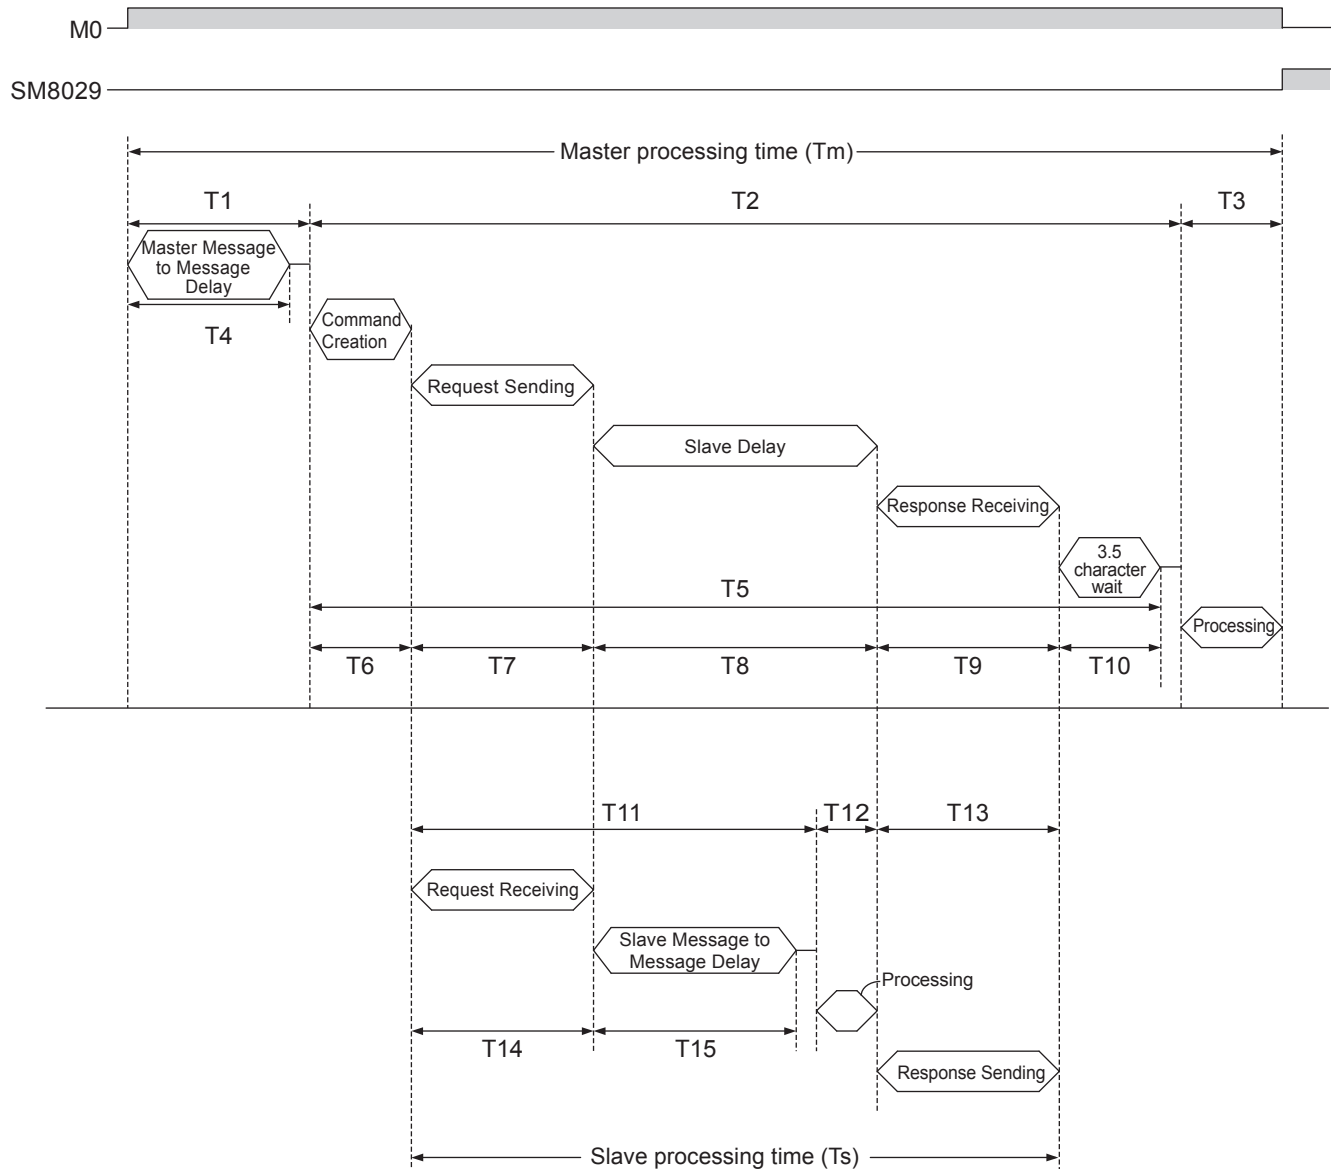 M0
SM8029
Master processing time (Tm)
T1
T2
T3
Master Message
to Message
Delay
T4
Command
Creation
Request Sending
Slave Delay
Response Receiving
3.5
character
wait
T5
Processing
T6
T7
T8
T9
T10
T11
T12
T13
Request Receiving
Slave Message to
Message Delay
Processing
T14
T15
Response Sending
Slave processing time (Ts)